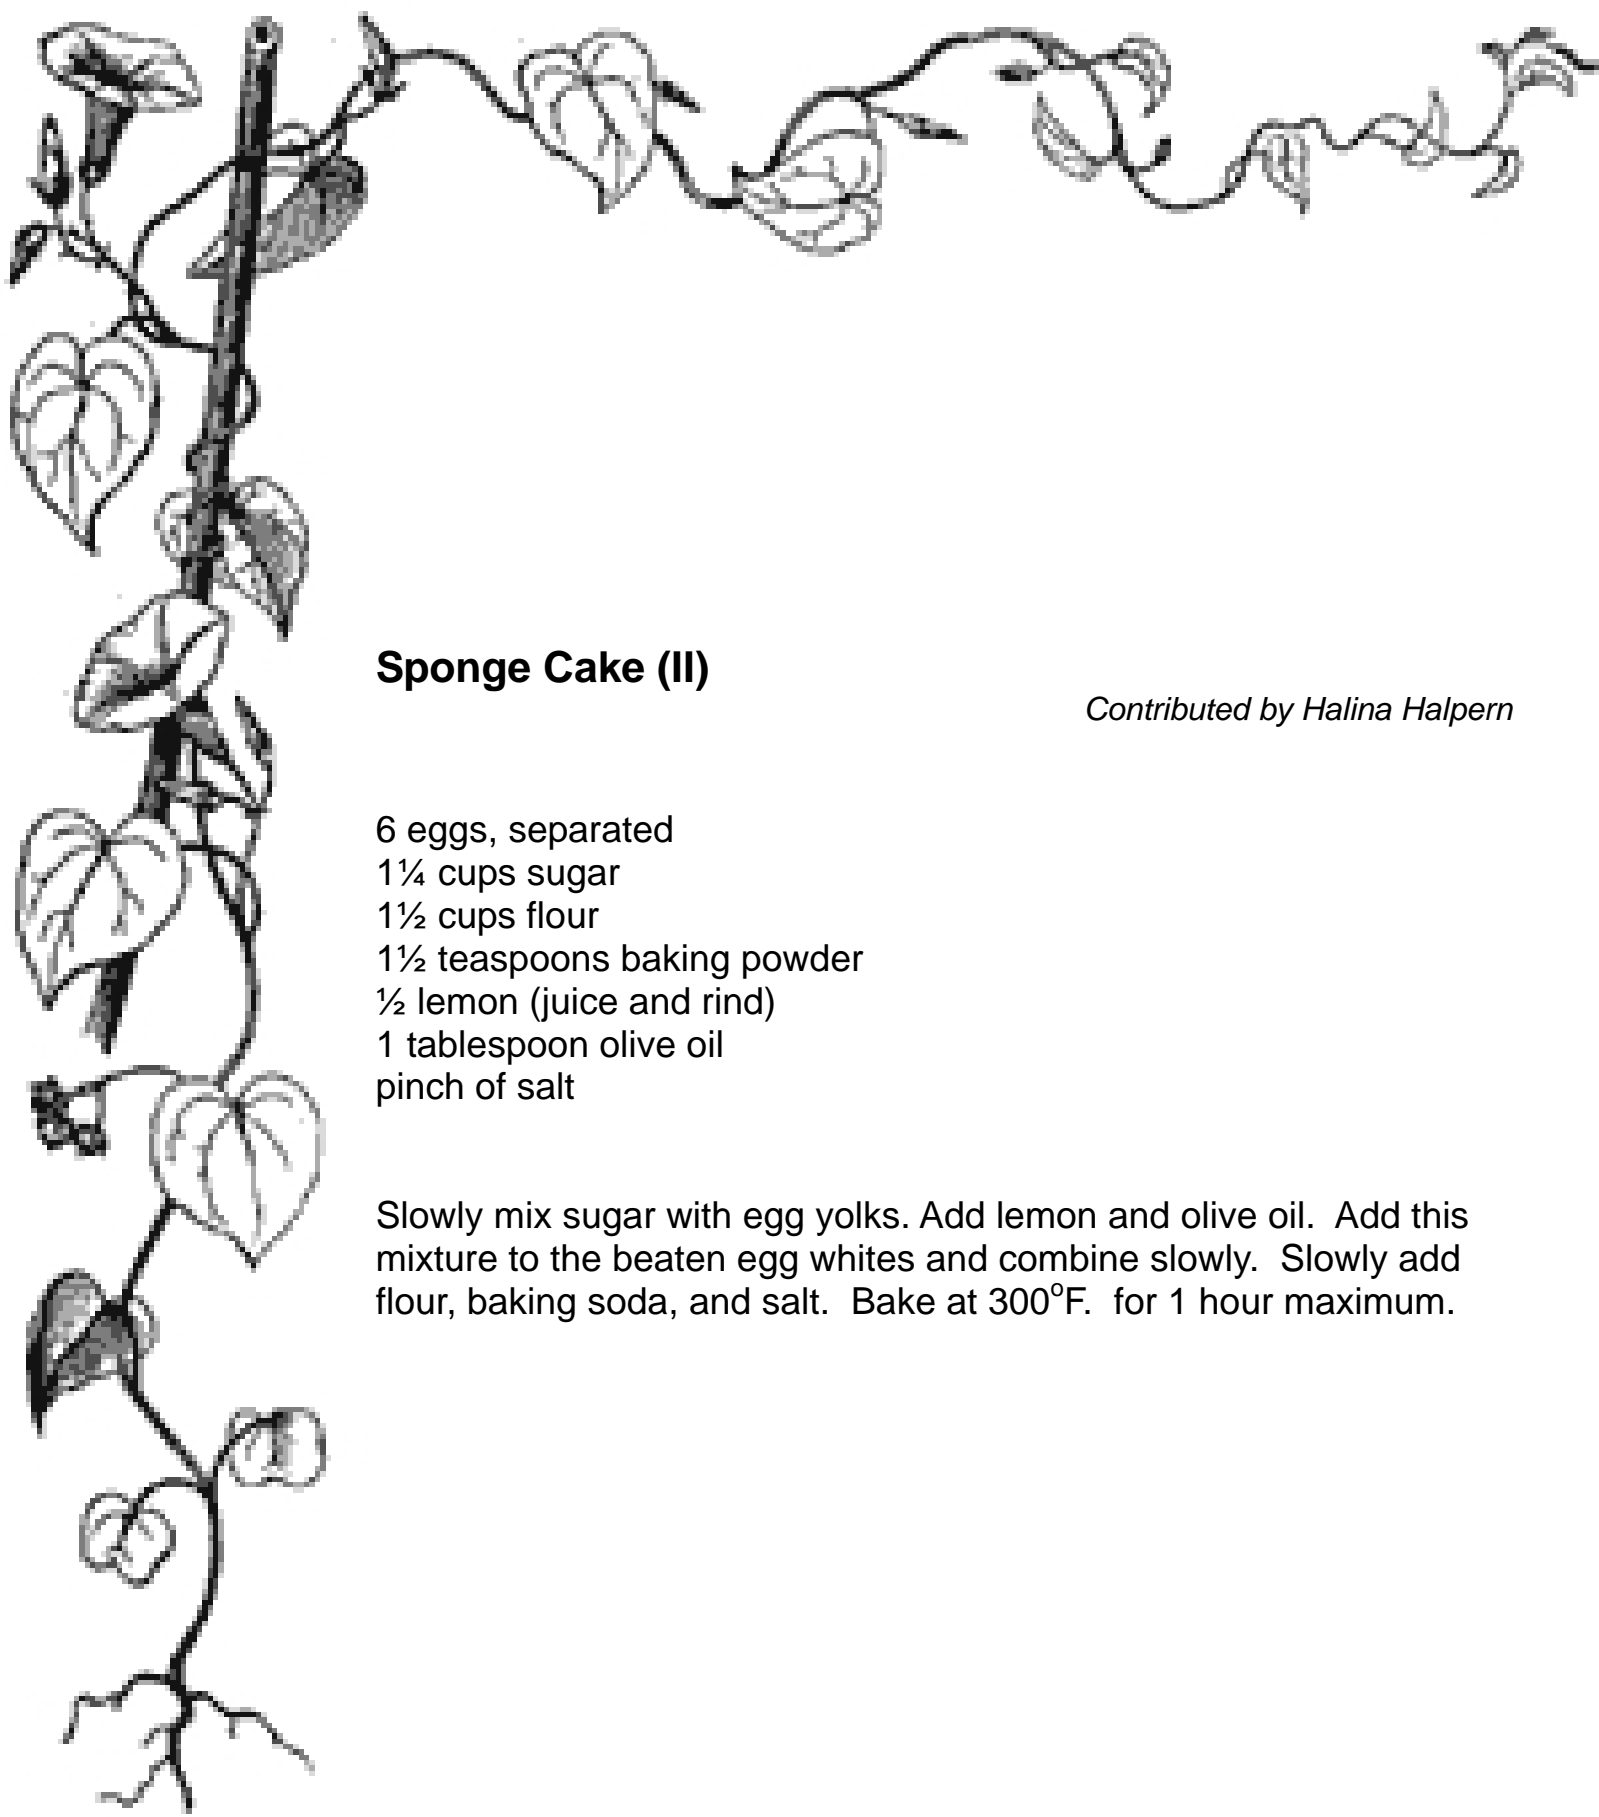 Sponge Cake (II)
Contributed by Halina Halpern
6 eggs, separated
1¼ cups sugar
1½ cups flour
1½ teaspoons baking powder
½ lemon (juice and rind)
1 tablespoon olive oil
pinch of salt
Slowly mix sugar with egg yolks. Add lemon and olive oil.  Add this
mixture to the beaten egg whites and combine slowly.  Slowly add
flour, baking soda, and salt.  Bake at 300°F.  for 1 hour maximum.